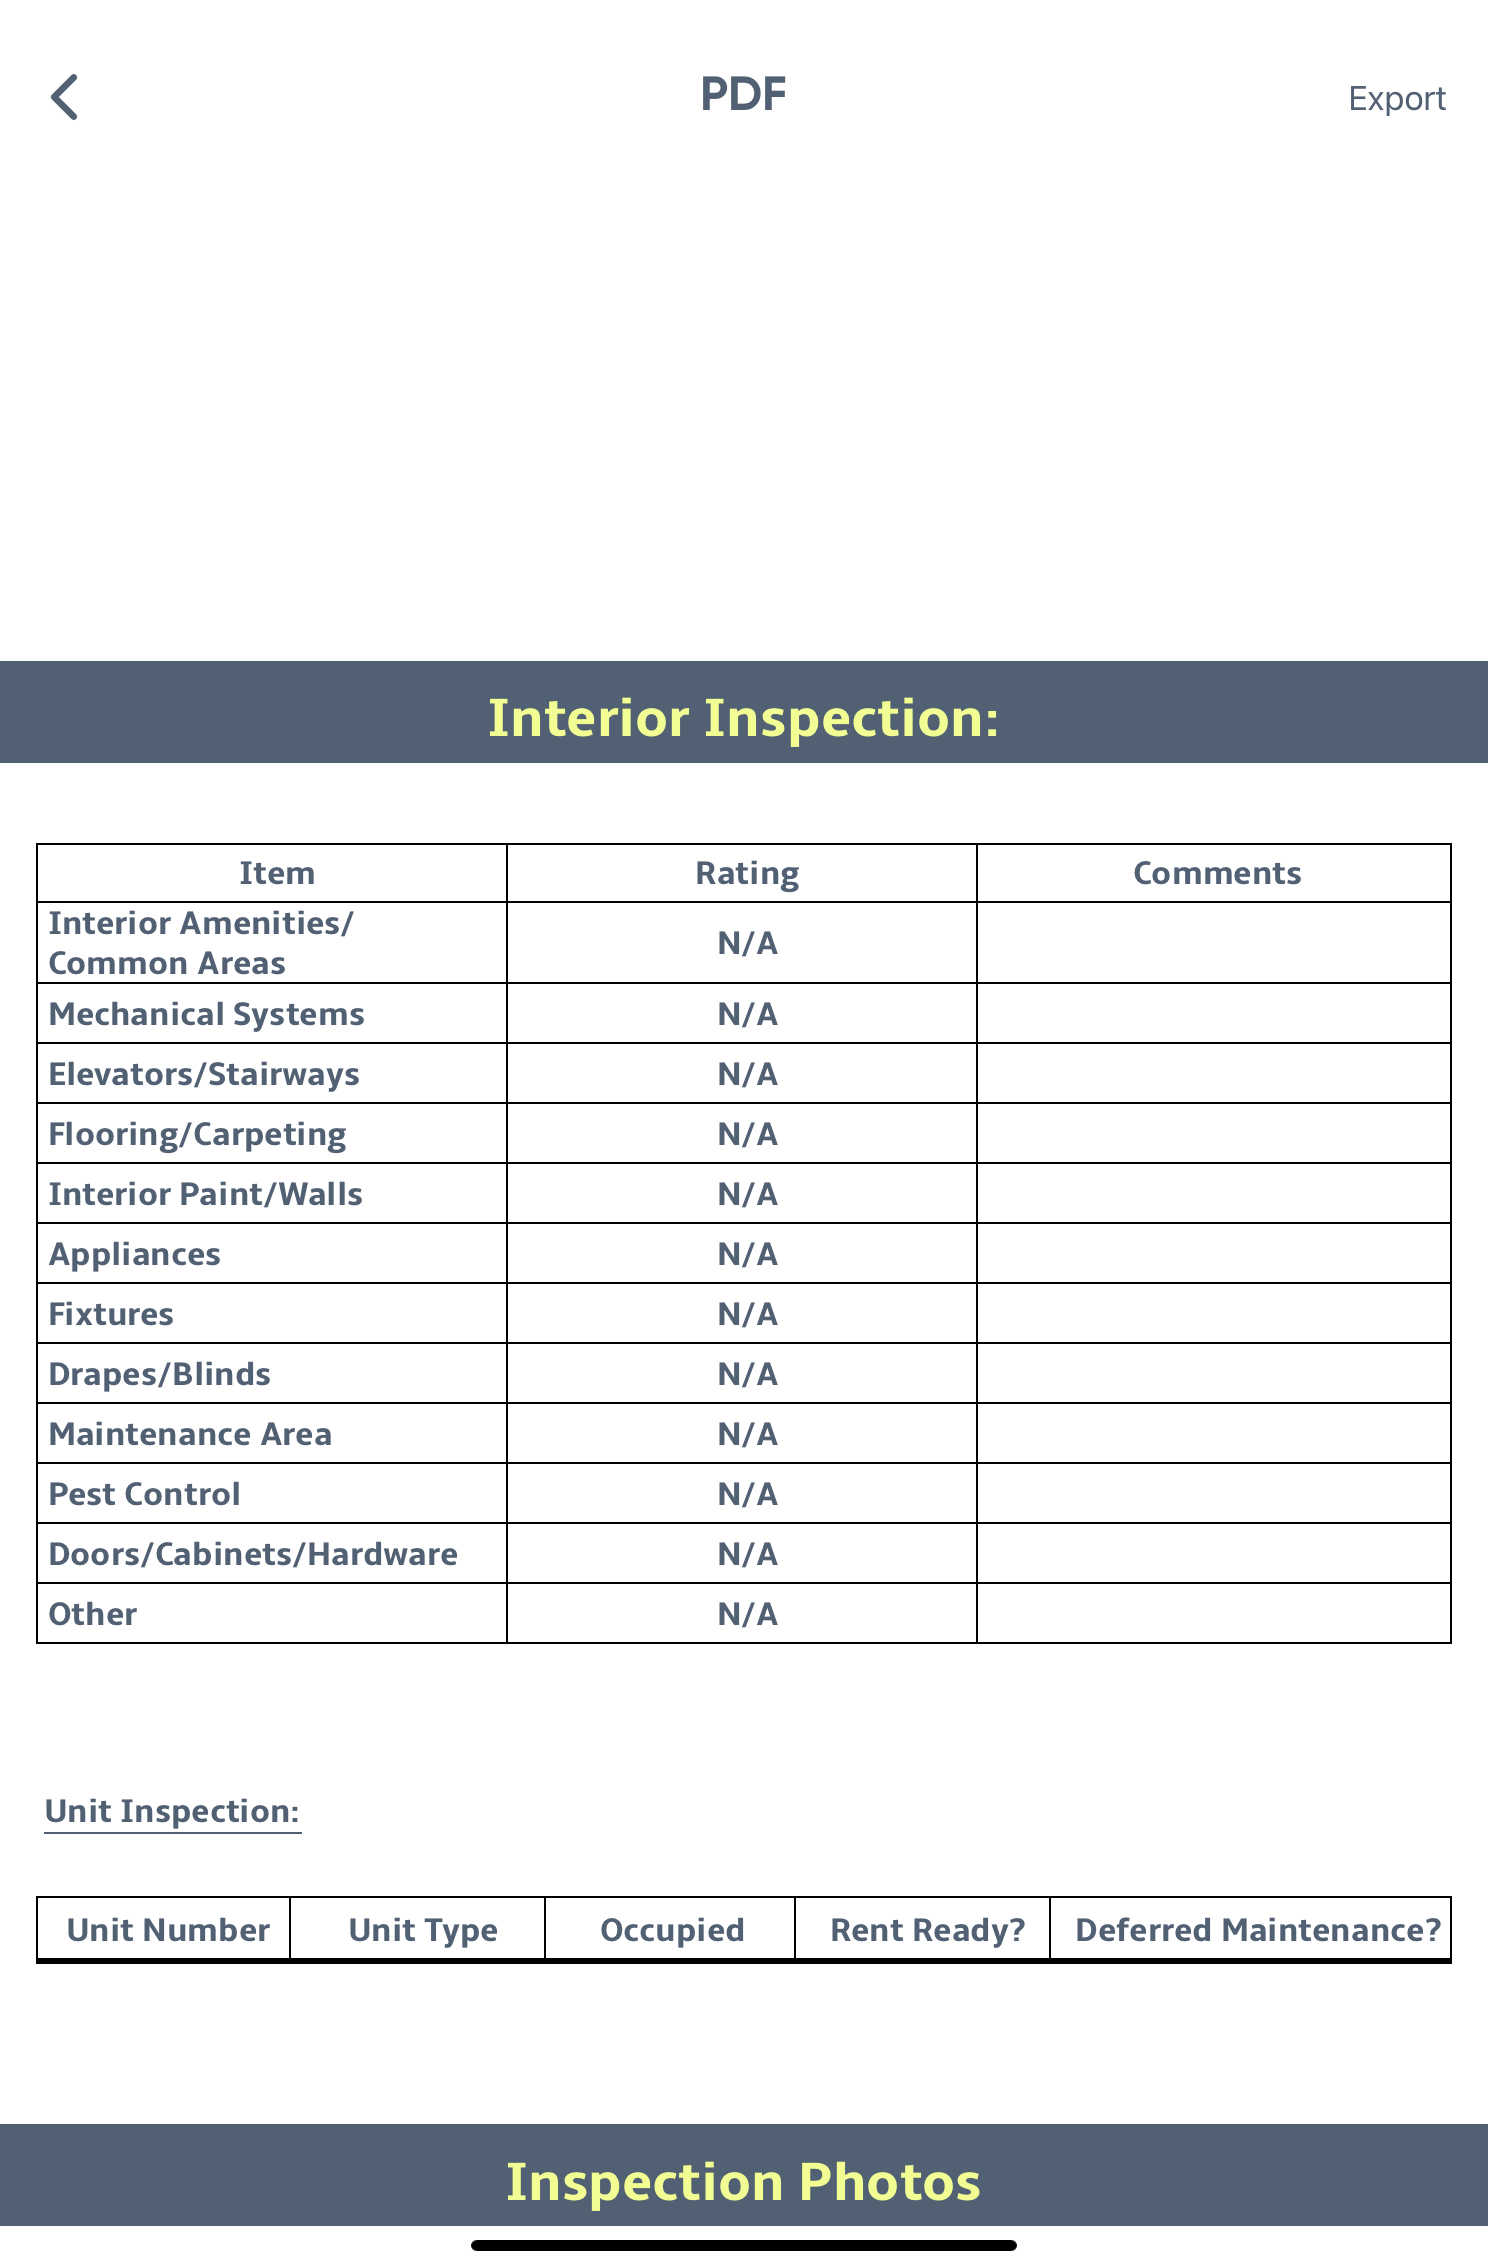 PDF
Export
Interior Inspection:
Item Rating Comments
Interior Amenities/
Common Areas
N/A
Mechanical Systems N/A
Elevators/Stairways N/A
Flooring/Carpeting N/A
Interior Paint/Walls N/A
Appliances N/A
Fixtures N/A
Drapes/Blinds N/A
Maintenance Area N/A
Pest Control N/A
Doors/Cabinets/Hardware N/A
Other N/A
Unit Inspection:
Unit Number Unit Type Occupied Rent Ready? Deferred Maintenance?
Inspection Photos